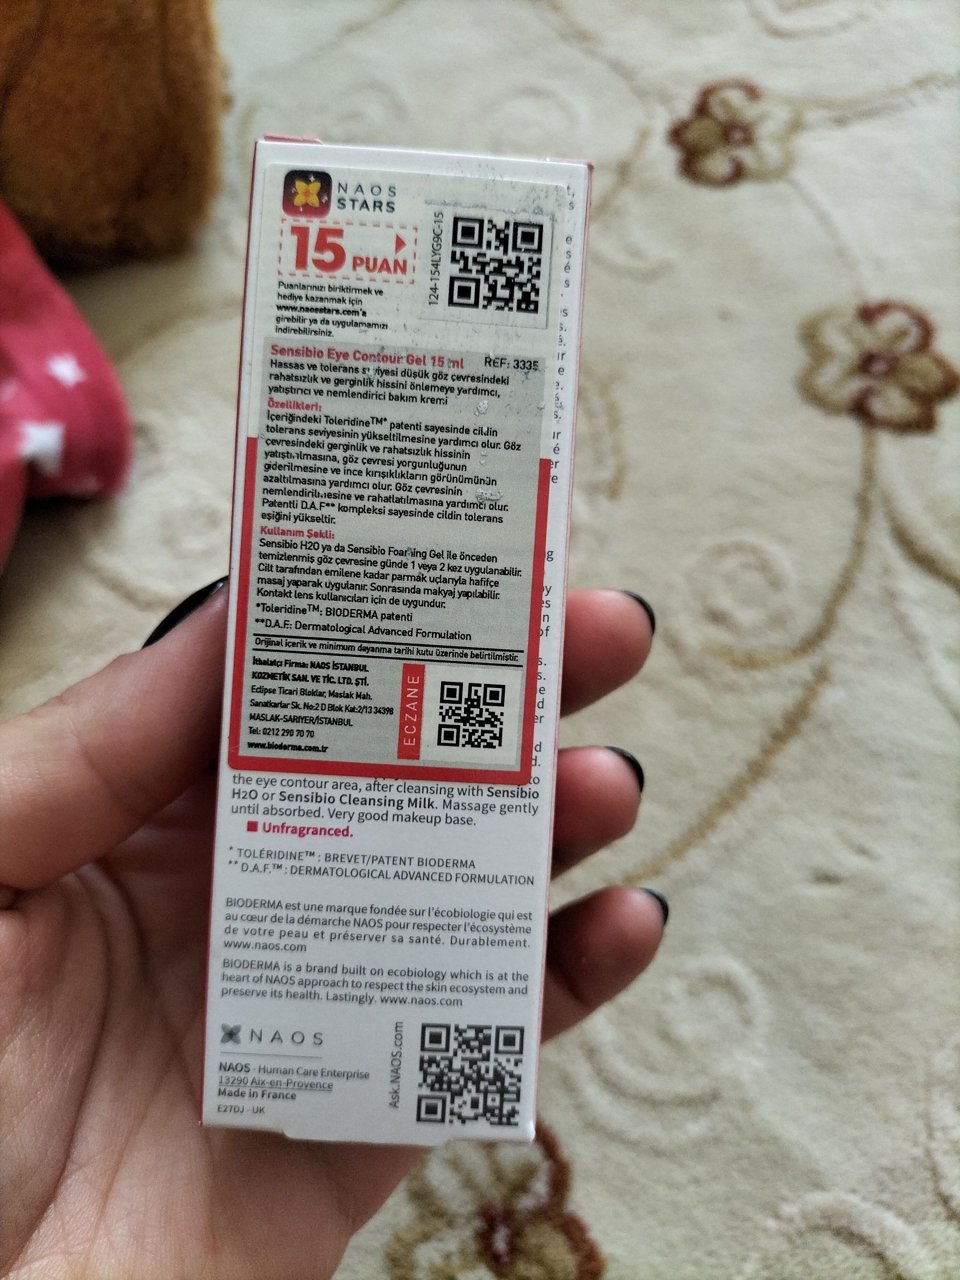 NAOS
STARS
15 PUAN
124-154LYG9C-15
Puanlarınızı biriktirmek ve
hediye kazanmak için
www.naosstars.com'a
girebilir ya da uygulamamızı
indirebilirsiniz.
Sensibio Eye Contour Gel 15 ml REF: 3335
Hassas ve tolerans seviyesi düşük göz çevresindeki
rahatsızlık ve gerginlik hissini önlemeye yardımcı,
yatıştırıcı ve nemlendirici bakım kremi
Özellikleri:
İçeriğindeki Toleridine™* patenti sayesinde cildin
tolerans seviyesinin yükseltilmesine yardımcı olur. Göz
çevresindeki gerginlik ve rahatsızlık hissinin
yatıştırılmasına, göz çevresi yorgunluğunun
giderilmesine ve ince kırışıklıkların görünümünün
azaltılmasına yardımcı olur. Göz çevresinin
nemlendirilmesine ve rahatlatılmasına yardımcı olur.
Patentli D.A.F** kompleksi sayesinde cildin tolerans
eşiğini yükseltir.
Kullanım Şekli:
Sensibio H2O ya da Sensibio Foaming Gel ile önceden
temizlenmiş göz çevresine günde 1 veya 2 kez uygulanabilir.
Cilt tarafından emilene kadar parmak uçlarıyla hafifçe
masaj yaparak uygulanır. Sonrasında makyaj yapılabilir.
Kontakt lens kullanıcıları için de uygundur.
*Toleridine™: BIODERMA patenti
**D.A.F: Dermatological Advanced Formulation
Orijinal içerik ve minimum dayanma tarihi kutu üzerinde belirtilmiştir.
İthalatçı Firma: NAOS İSTANBUL
KOZMETİK SAN. VE TİC. LTD. ŞTİ.
Eclipse Ticari Bloklar, Maslak Mah.
Sanatkarlar Sk. No:2 D Blok Kat:2/13 34398
MASLAK-SARIYER/İSTANBUL
Tel: 0212 290 70 70
www.bioderma.com.tr
ECZANE
the eye contour area, after cleansing with Sensibio
H2O or Sensibio Cleansing Milk. Massage gently
until absorbed. Very good makeup base.
Unfragranced.
* TOLÉRIDINE™ : BREVET/PATENT BIODERMA
** D.A.F.™ : DERMATOLOGICAL ADVANCED FORMULATION
BIODERMA est une marque fondée sur l'écobiologie qui est
au cœur de la démarche NAOS pour respecter l'écosystème
de votre peau et préserver sa santé. Durablement.
www.naos.com
BIODERMA is a brand built on ecobiology which is at the
heart of NAOS approach to respect the skin ecosystem and
preserve its health. Lastingly. www.naos.com
NAOS
NAOS - Human Care Enterprise
13290 Aix-en-Provence
Made in France
E27DJ - UK
Ask.NAOS.com